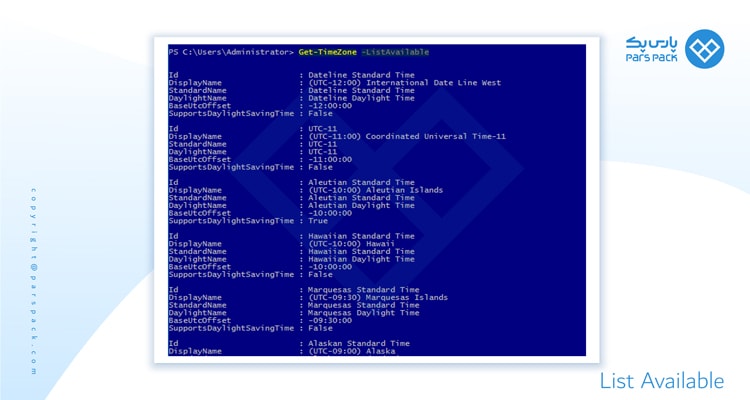 PS C:\Users\Administrator> Get-TimeZone -ListAvailable
Id : Dateline Standard Time
DisplayName : (UTC-12:00) International Date Line West
StandardName : Dateline Standard Time
DaylightName : Dateline Daylight Time
BaseUtcOffset : -12:00:00
SupportsDaylightSavingTime : False
Id : UTC-11
DisplayName : (UTC-11:00) Coordinated Universal Time-11
StandardName : UTC-11
DaylightName : UTC-11
BaseUtcOffset : -11:00:00
SupportsDaylightSavingTime : False
Id : Aleutian Standard Time
DisplayName : (UTC-10:00) Aleutian Islands
StandardName : Aleutian Standard Time
DaylightName : Aleutian Daylight Time
BaseUtcOffset : -10:00:00
SupportsDaylightSavingTime : True
Id : Hawaiian Standard Time
DisplayName : (UTC-10:00) Hawaii
StandardName : Hawaiian Standard Time
DaylightName : Hawaiian Daylight Time
BaseUtcOffset : -10:00:00
SupportsDaylightSavingTime : False
Id : Marquesas Standard Time
DisplayName : (UTC-09:30) Marquesas Islands
StandardName : Marquesas Standard Time
DaylightName : Marquesas Daylight Time
BaseUtcOffset : -09:30:00
SupportsDaylightSavingTime : False
Id : Alaskan Standard Time
DisplayName : (UTC-09:00) Alaska
پارس پک
PARS PACK
copyright@parspack.com
List Available